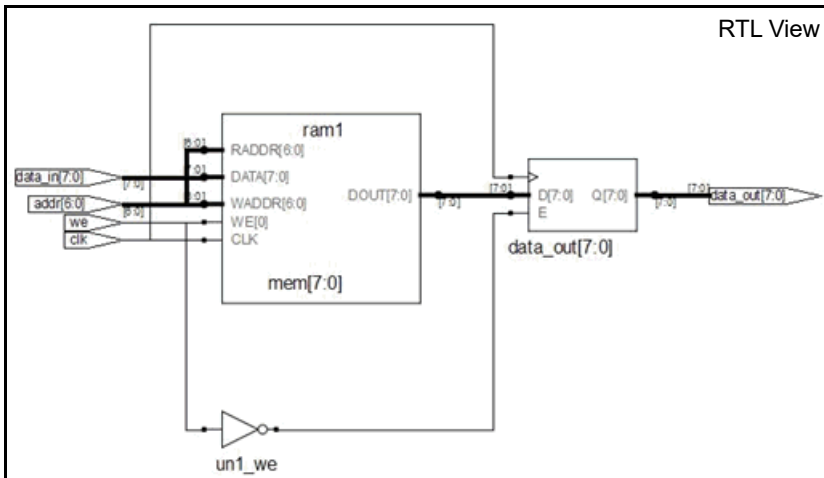 RTL View
ram1
[6:0]
RADDR[6:0]
data_in[7:0]
[7:0]
[7:0]
DATA[7:0]
addr[6:0]
[6:0]
[6:0]
WADDR[6:0]
DOUT[7:0]
[7:0]
[7:0]
D[7:0]
Q[7:0]
[7:0]
[7:0]
data_out[7:0]
we
WE[0]
E
clk
CLK
data_out[7:0]
mem[7:0]
un1_we